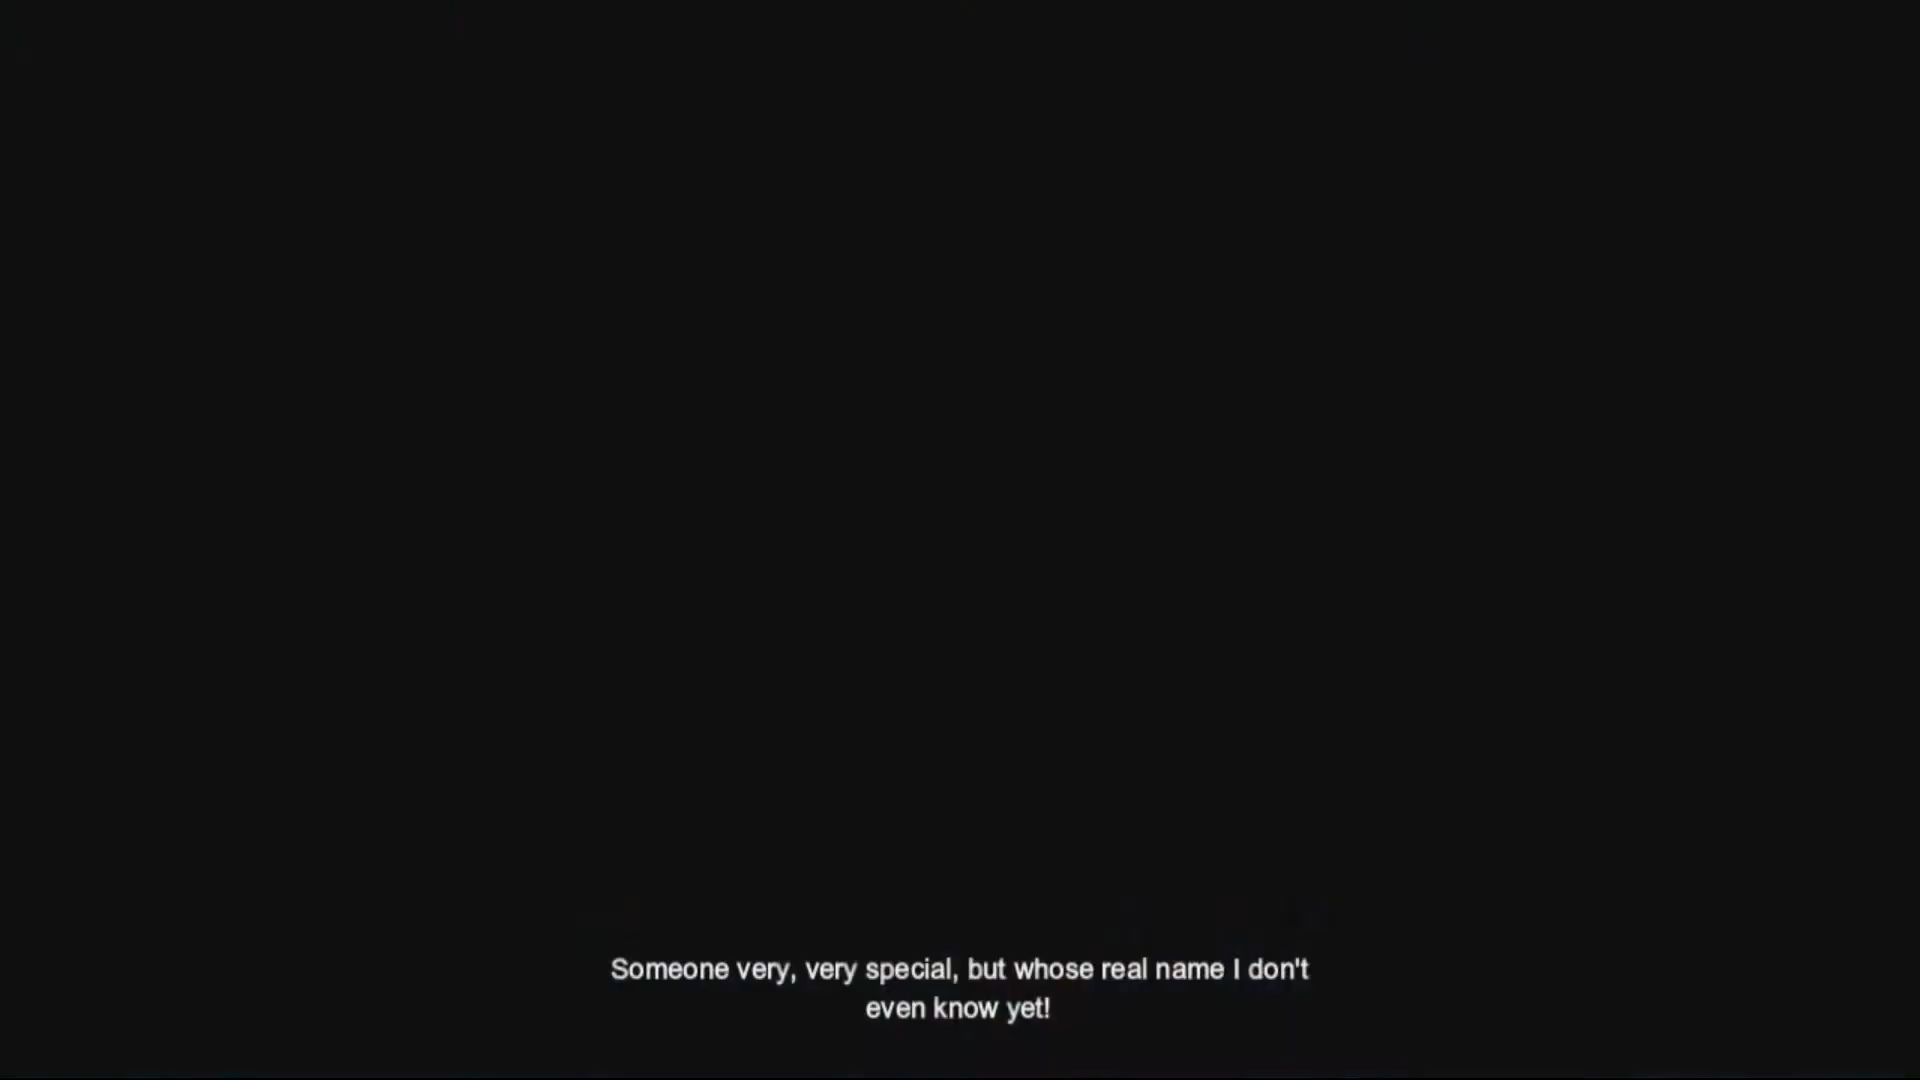 Someone very, very special, but whose real name I don't
even know yet!